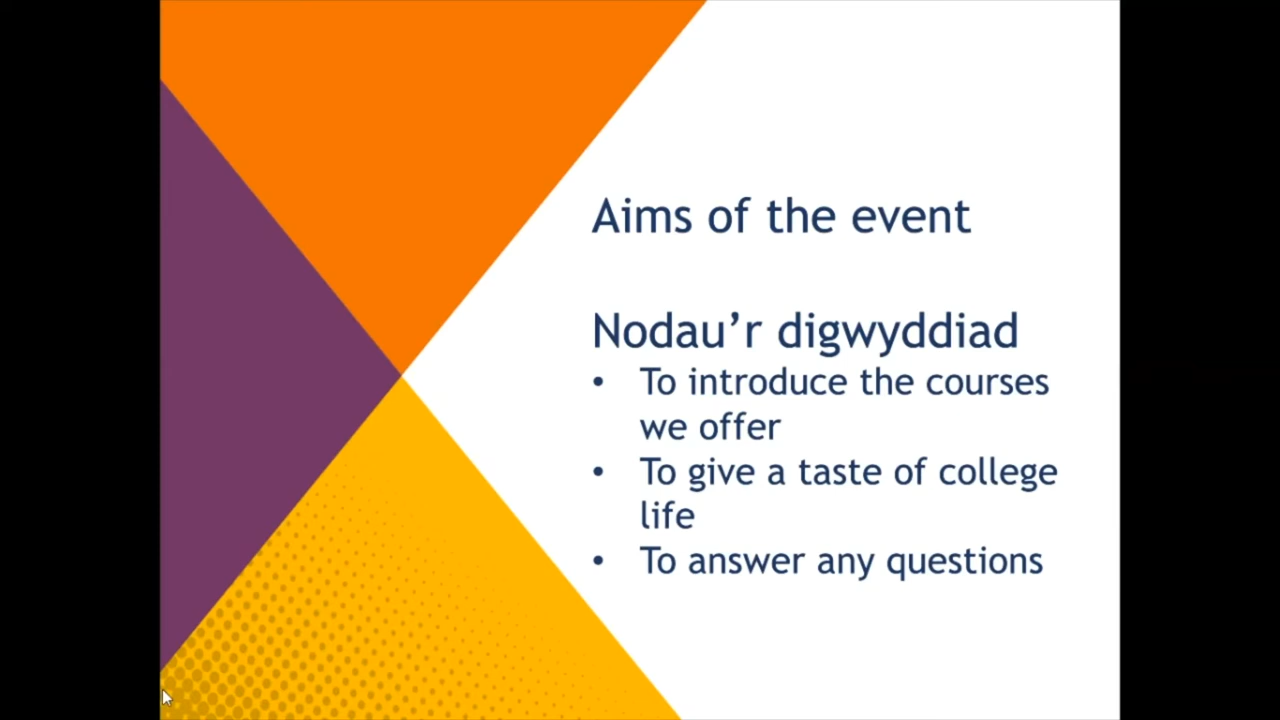 Aims of the event
Nodau’r digwyddiad
• To introduce the courses
we offer
• To give a taste of college
life
• To answer any questions